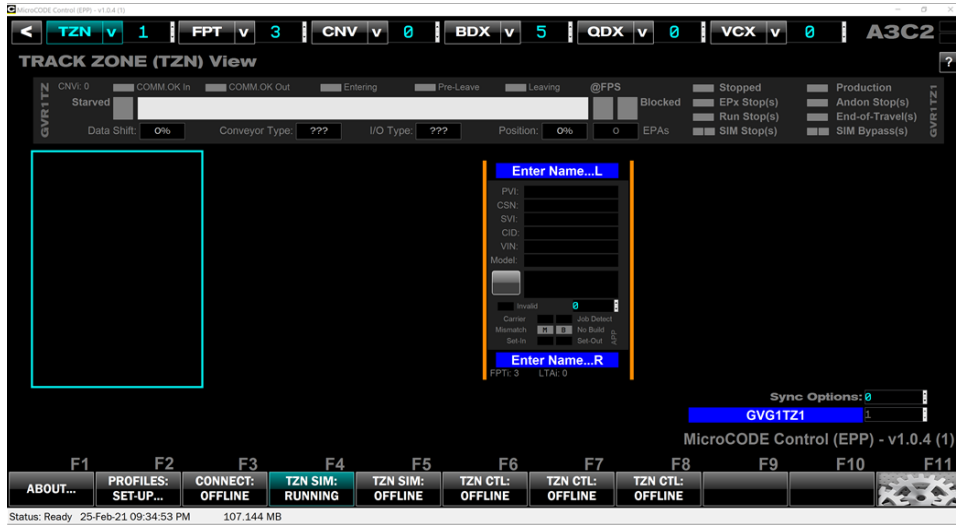 MicroCODE Control (EPP) - v1.0.4 (1)
< TZN v 1 FPT v 3 CNV v 0 BDX v 5 QDX v 0 VCX v 0 A3C2
TRACK ZONE (TZN) View ?
GVR1TZ CNVi: 0 COMM.OK In COMM.OK Out Entering Pre-Leave Leaving @FPS Stopped Production GVR1TZN1
Starved Blocked EPx Stop(s) Andon Stop(s)
Run Stop(s) End-of-Travel(s)
Data Shift: 0% Conveyor Type: ??? I/O Type: ??? Position: 0% 0 EPAs SIM Stop(s) SIM Bypass(s)
Enter Name...L
PVI:
CSN:
SVI:
CID:
VIN:
Model:
Invalid 0
Carrier Job Detect
Mismatch M B No Build
Set-In Set-Out APP
Enter Name...R
FPTi: 3 LTAi: 0
Sync Options: 0
GVG1TZ1 1
MicroCODE Control (EPP) - v1.0.4 (1)
F1 F2 F3 F4 F5 F6 F7 F8 F9 F10 F11
ABOUT... PROFILES: CONNECT: TZN SIM: TZN SIM: TZN CTL: TZN CTL: TZN CTL:
SET-UP... OFFLINE RUNNING OFFLINE OFFLINE OFFLINE OFFLINE
Status: Ready 25-Feb-21 09:34:53 PM 107.144 MB